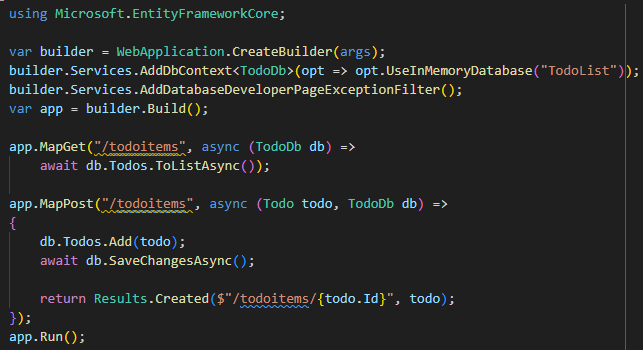 using Microsoft.EntityFrameworkCore;
var builder = WebApplication.CreateBuilder(args);
builder.Services.AddDbContext<TodoDb>(opt => opt.UseInMemoryDatabase("TodoList"));
builder.Services.AddDatabaseDeveloperPageExceptionFilter();
var app = builder.Build();
app.MapGet("/todoitems", async (TodoDb db) =>
    await db.Todos.ToListAsync());
app.MapPost("/todoitems", async (Todo todo, TodoDb db) =>
{
    db.Todos.Add(todo);
    await db.SaveChangesAsync();
    return Results.Created($"/todoitems/{todo.Id}", todo);
});
app.Run();